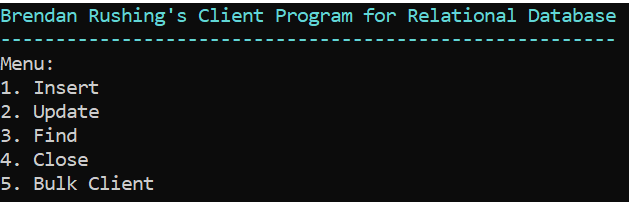 Brendan Rushing's Client Program for Relational Database
--------------------------------------------------------
Menu:
1. Insert
2. Update
3. Find
4. Close
5. Bulk Client